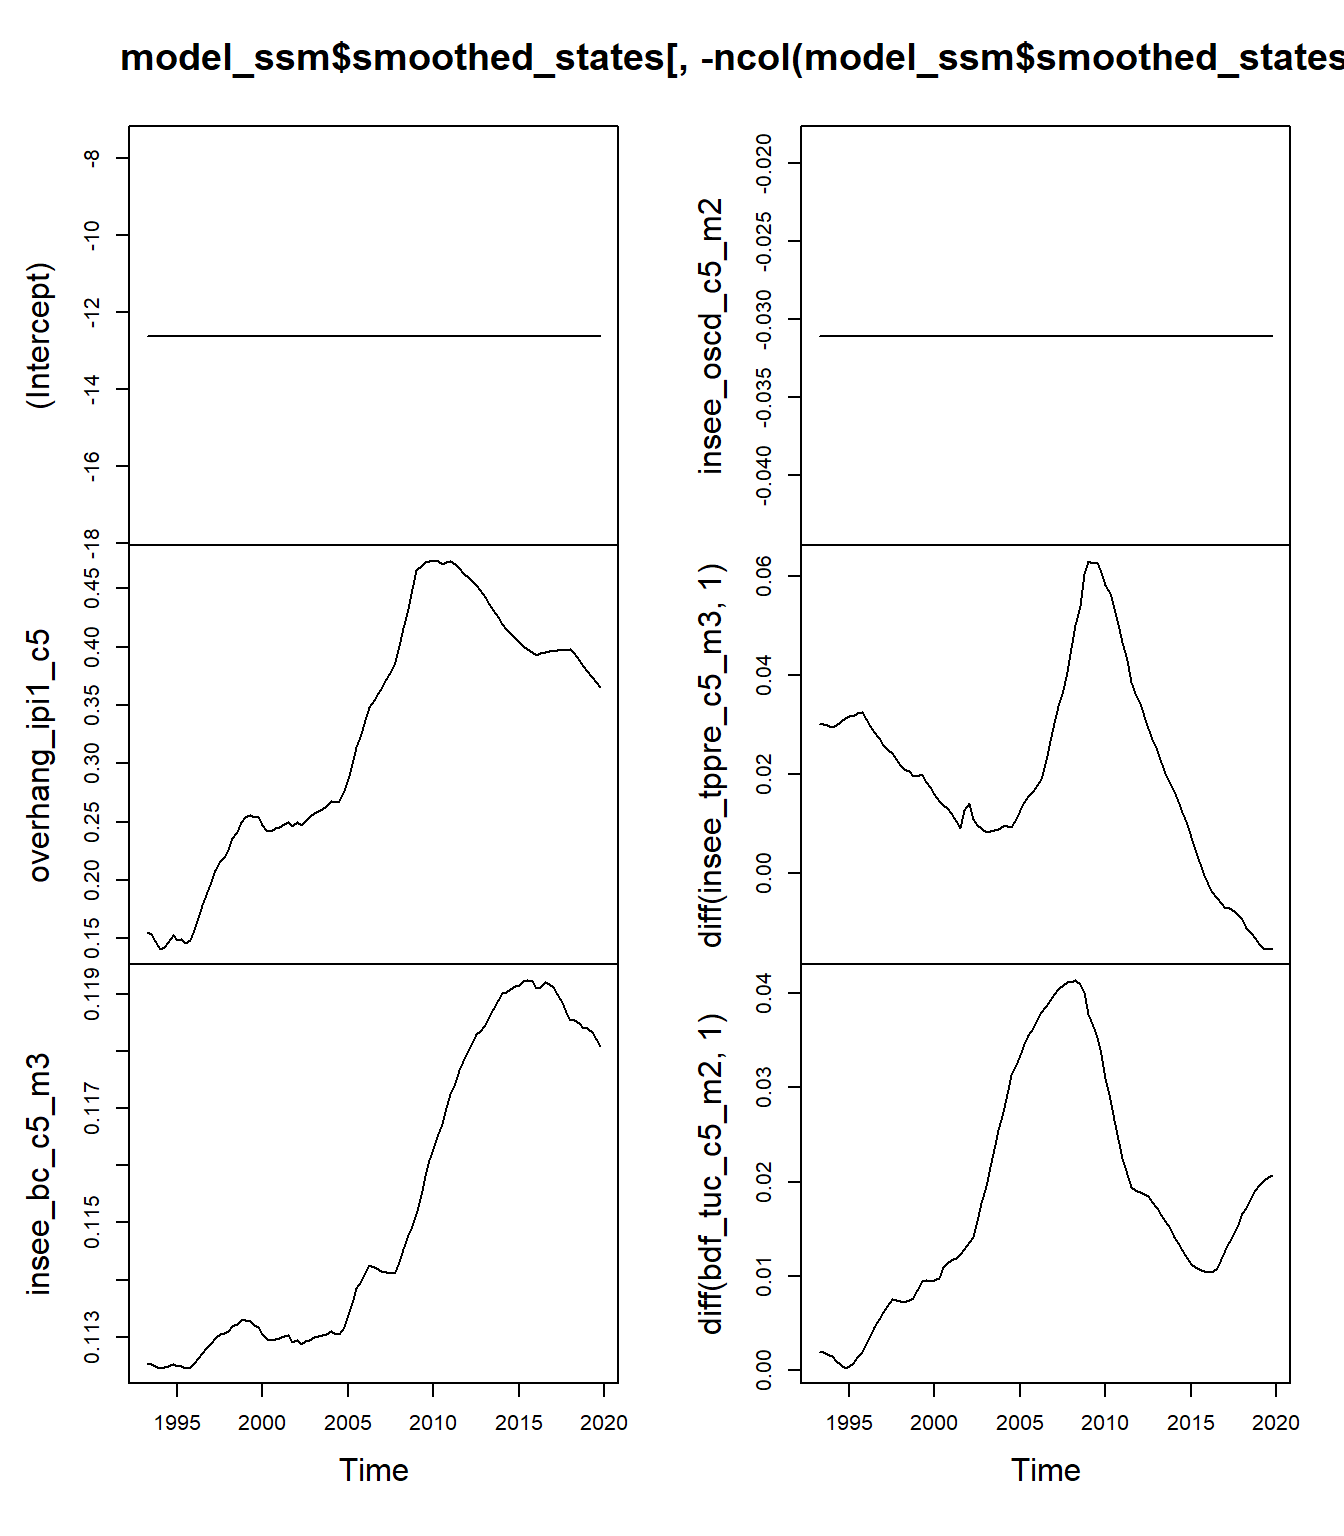 model_ssm$smoothed_states[, -ncol(model_ssm$smoothed_states
(Intercept)
-8
-10
-12
-14
-16
-18
overhang_ipi1_c5
0.45
0.40
0.35
0.30
0.25
0.20
0.15
insee_bc_c5_m3
0.119
0.117
0.115
0.113
1995 2000 2005 2010 2015 2020
Time
insee_oscd_c5_m2
-0.020
-0.025
-0.030
-0.035
-0.040
diff(insee_tppre_c5_m3, 1)
0.06
0.04
0.02
0.00
diff(bdf_tuc_c5_m2, 1)
0.04
0.03
0.02
0.01
0.00
1995 2000 2005 2010 2015 2020
Time